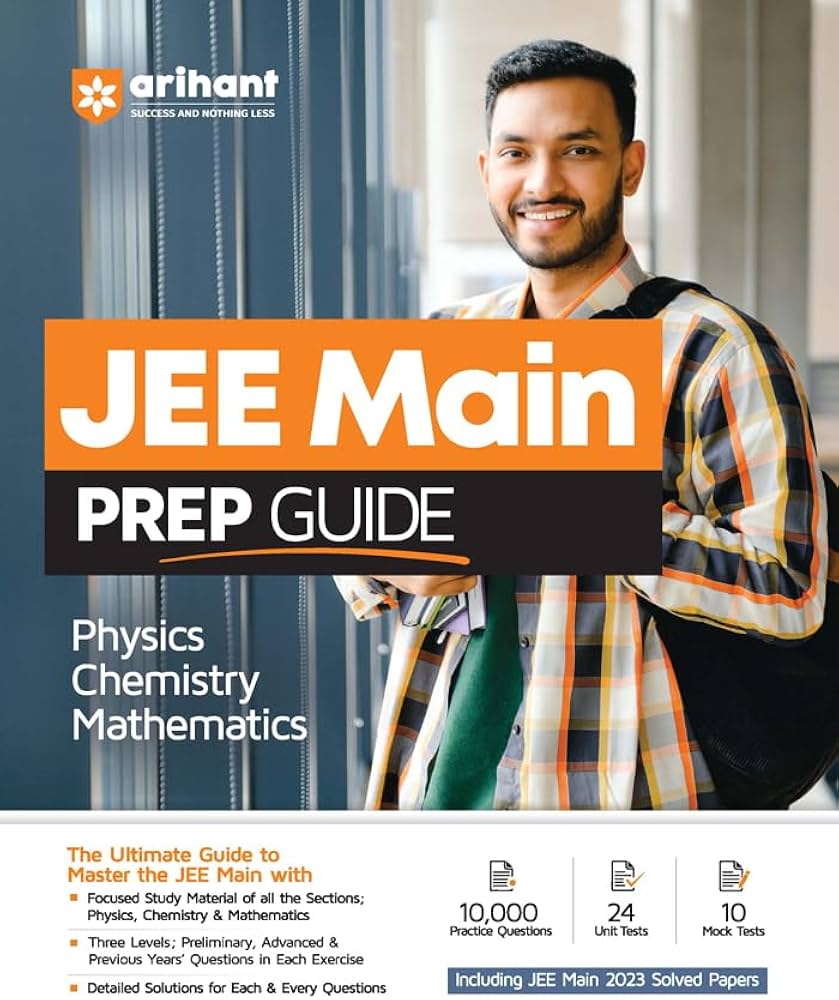 arihant
SUCCESS AND NOTHING LESS
JEE Main
PREP GUIDE
Physics
Chemistry
Mathematics
The Ultimate Guide to
Master the JEE Main with
Focused Study Material of all the Sections;
Physics, Chemistry & Mathematics
Three Levels; Preliminary, Advanced &
Previous Years' Questions in Each Exercise
Detailed Solutions for Each & Every Questions
10,000
Practice Questions
24
Unit Tests
10
Mock Tests
Including JEE Main 2023 Solved Papers